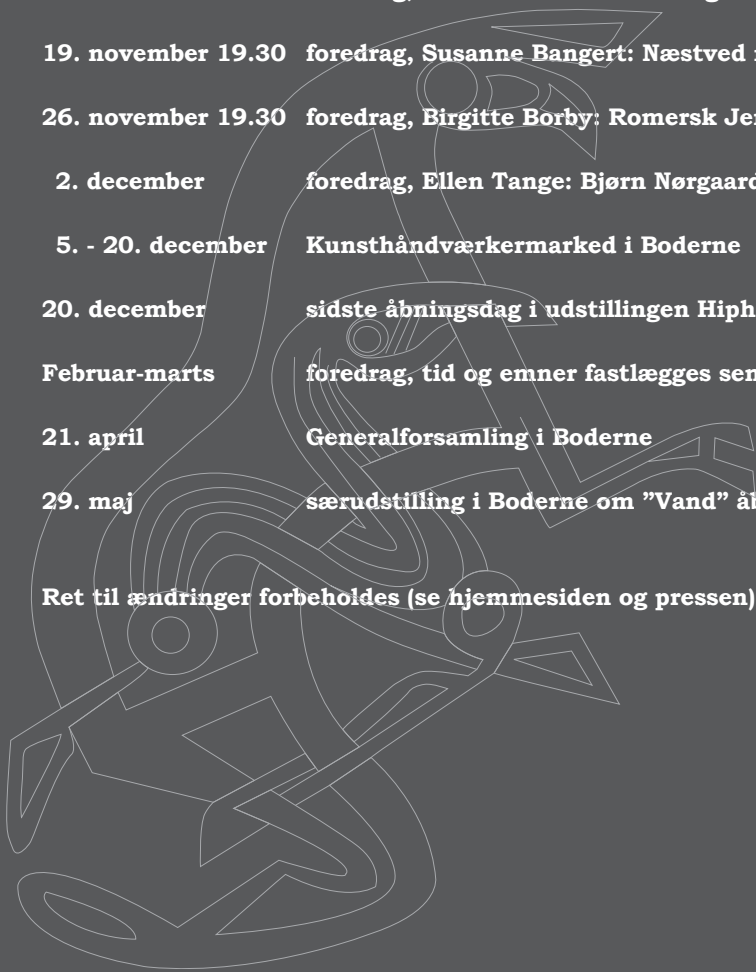 19. november 19.30 foredrag, Susanne Bangert: Næstved
26. november 19.30 foredrag, Birgitte Borby: Romersk
2. december foredrag, Ellen Tange: Bjørn
5. - 20. december Kunsthåndværkermarked i Boderne
20. december sidste åbningsdag i udstillingen
Februar-marts foredrag, tid og emner fastlægges
21. april Generalforsamling i Boderne
29. maj særudstilling i Boderne om ”Vand”
Ret til ændringer forbeholdes (se hjemmesiden og pressen)